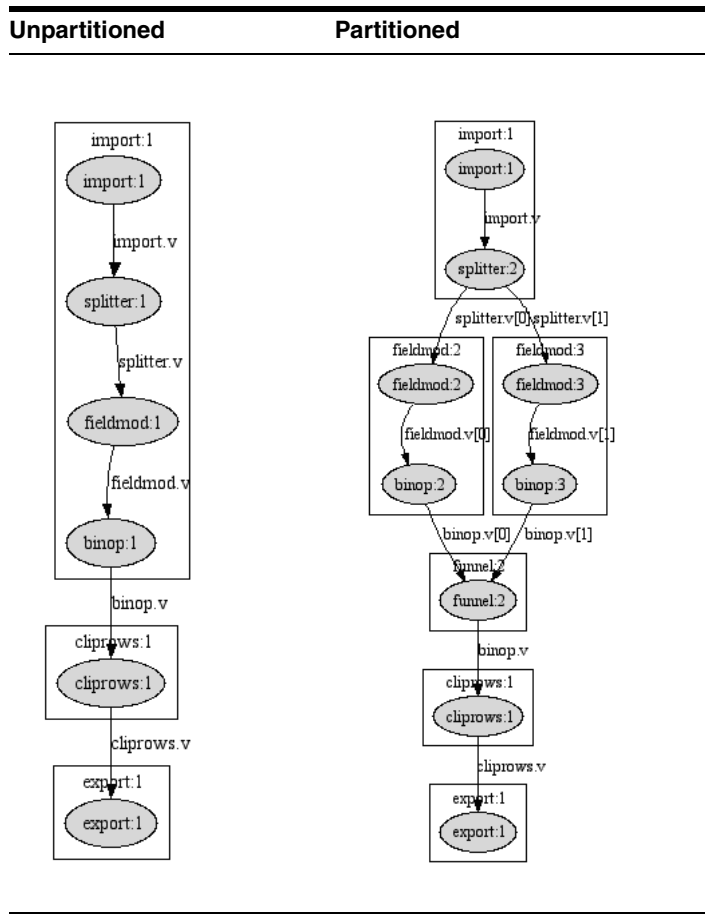 Unpartitioned
Partitioned
import:1
import:1
import.v
splitter:1
splitter.v
fieldmod:1
fieldmod.v
binop:1
binop.v
cliprows:1
cliprows:1
cliprows.v
export:1
export:1
import:1
import:1
import.v
splitter:2
splitter.v[0]
splitter.v[1]
fieldmod:2
fieldmod:3
fieldmod:2
fieldmod:3
fieldmod.v[0]
fieldmod.v[1]
binop:2
binop:3
binop.v[0]
binop.v[1]
funnel:2
funnel:2
binop.v
cliprows:1
cliprows:1
cliprows.v
export:1
export:1